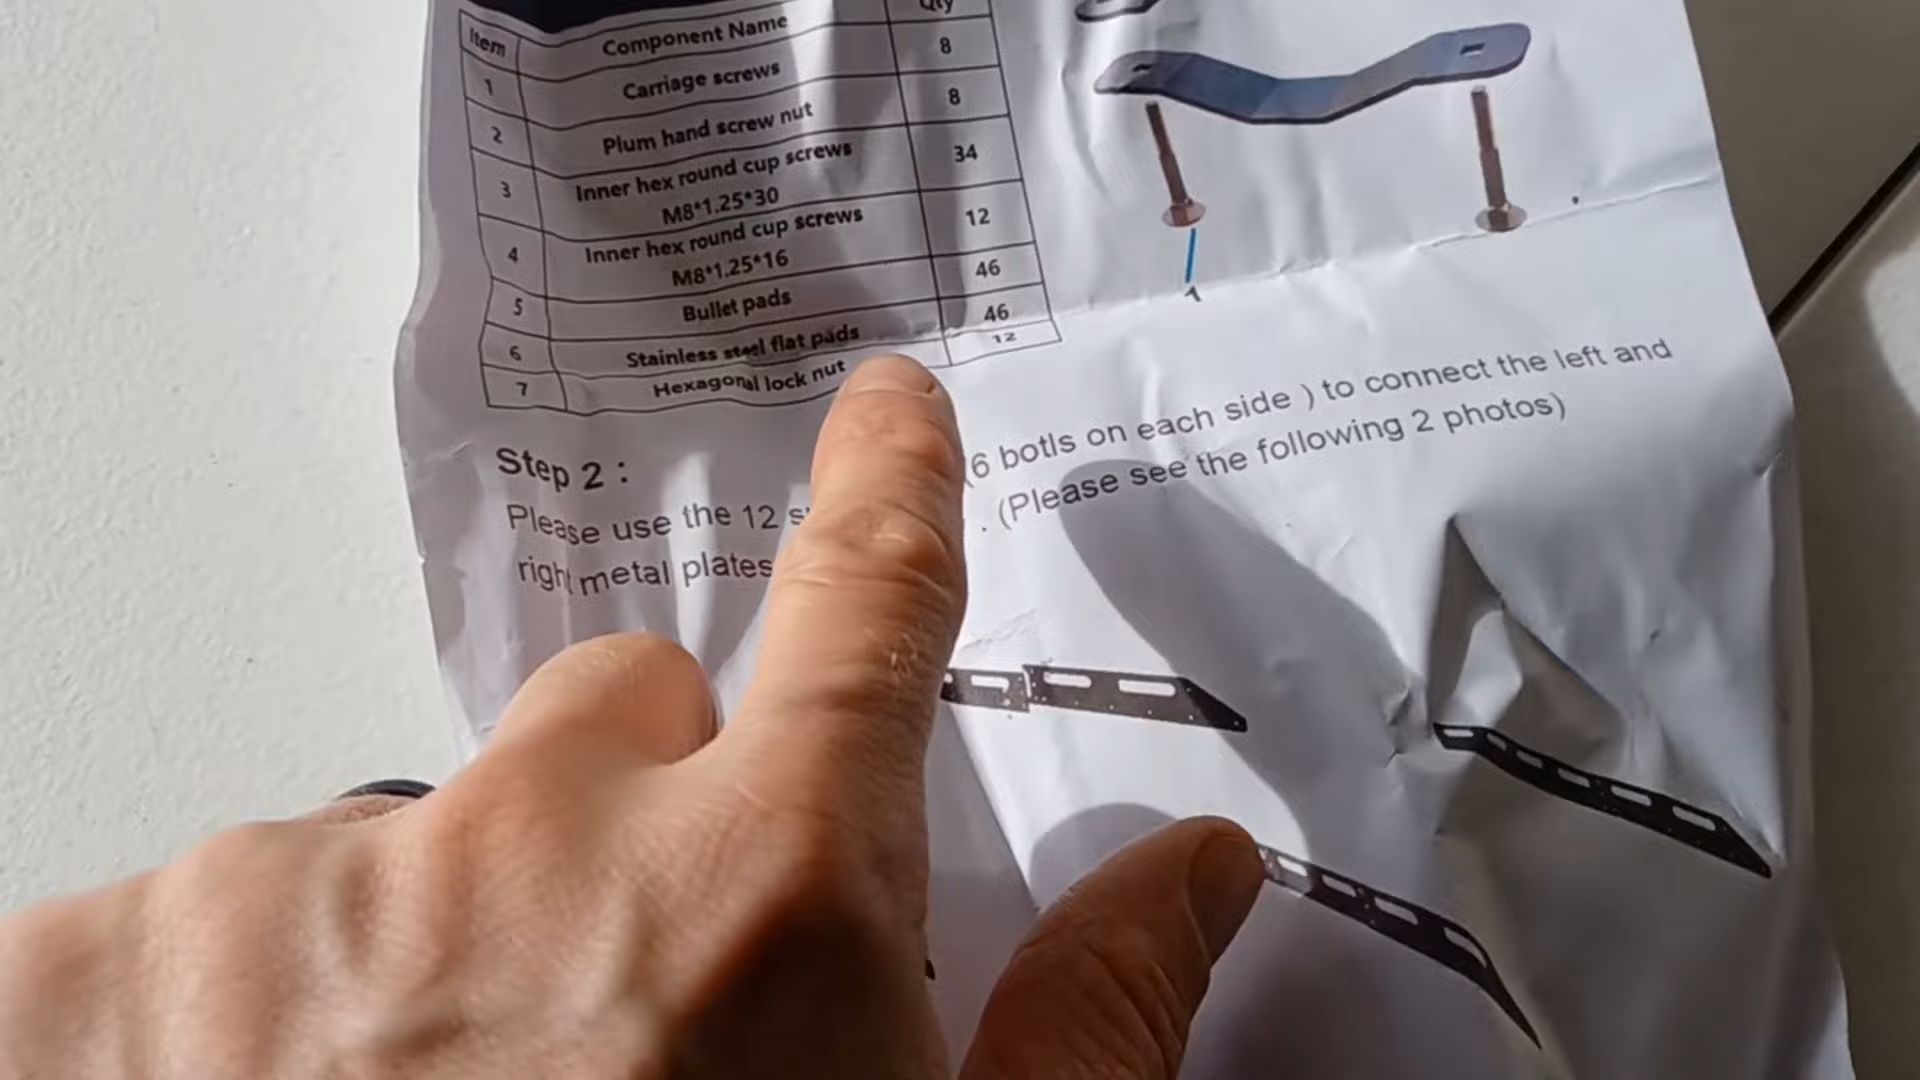 Item Component Name Qty
1 Carriage screws 8
2 Plum hand screw nut 8
3 Inner hex round cup screws M8*1.25*30 34
4 Inner hex round cup screws M8*1.25*16 12
5 Bullet pads 46
6 Stainless steel flat pads 46
7 Hexagonal lock nut 12
1
Step 2 :
Please use the 12 (6 botls on each side ) to connect the left and
right metal plates . (Please see the following 2 photos)